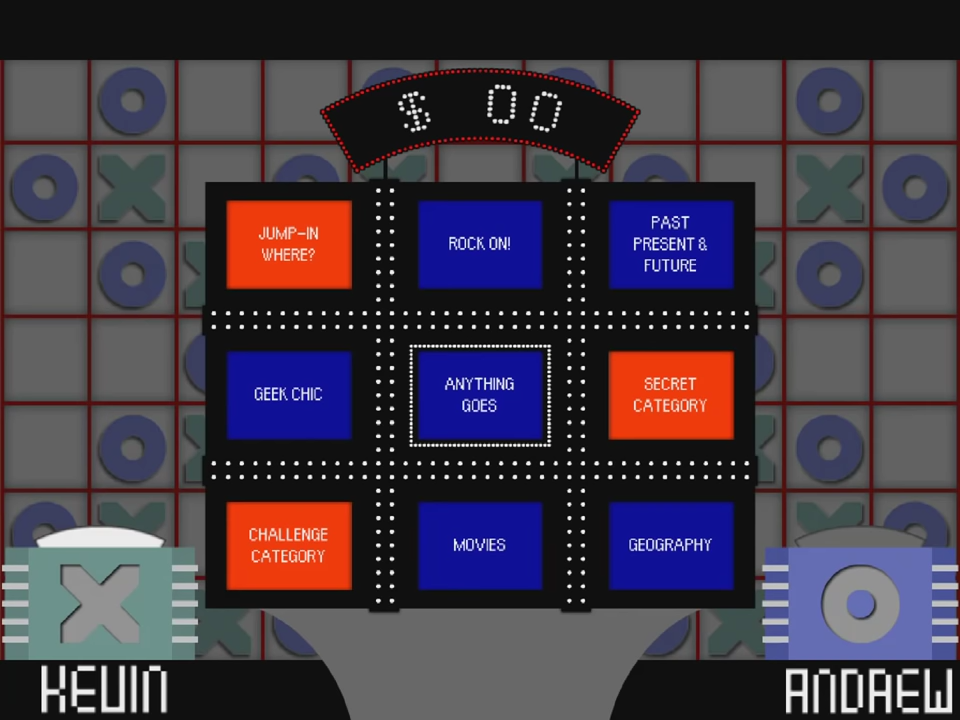 $ 00
JUMP-IN
WHERE?
ROCK ON!
PAST
PRESENT &
FUTURE
GEEK CHIC
ANYTHING
GOES
SECRET
CATEGORY
CHALLENGE
CATEGORY
MOVIES
GEOGRAPHY
X
O
KEVIN
ANDREW